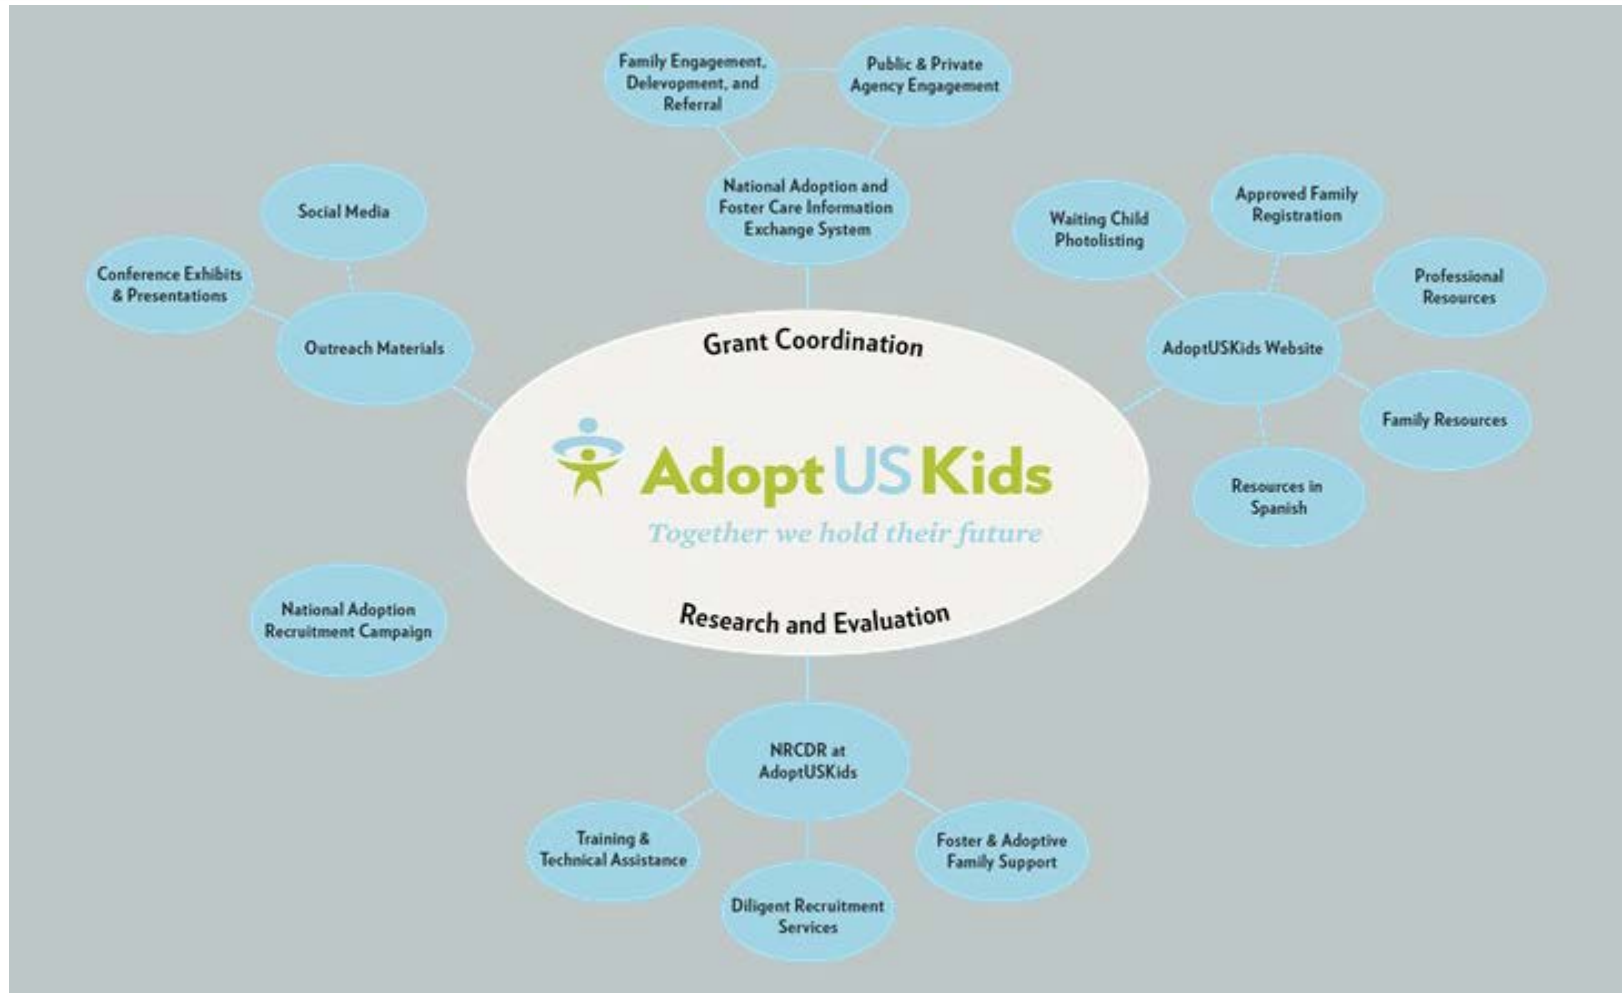 Family Engagement,
Delevopment, and
Referral
Public & Private
Agency Engagement
National Adoption and
Foster Care Information
Exchange System
Social Media
Conference Exhibits
& Presentations
Outreach Materials
Waiting Child
Photolisting
Approved Family
Registration
Professional
Resources
AdoptUSKids Website
Family Resources
Resources in
Spanish
Grant Coordination
AdoptUSKids
Together we hold their future
Research and Evaluation
National Adoption
Recruitment Campaign
NRCDR at
AdoptUSKids
Training &
Technical Assistance
Diligent Recruitment
Services
Foster & Adoptive
Family Support